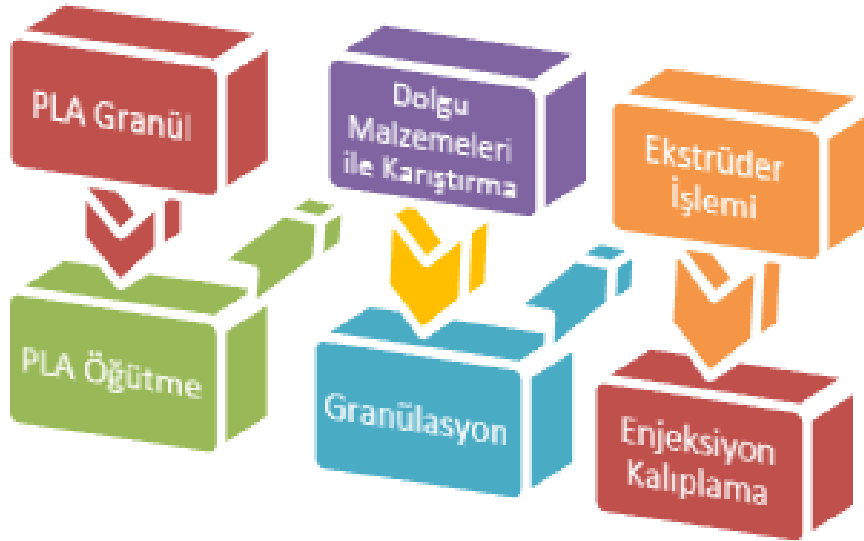 PLA Granül
PLA Öğütme
Dolgu
Malzemeleri
ile Karıştırma
Granülasyon
Ekstrüder
İşlemi
Enjeksiyon
Kalıplama